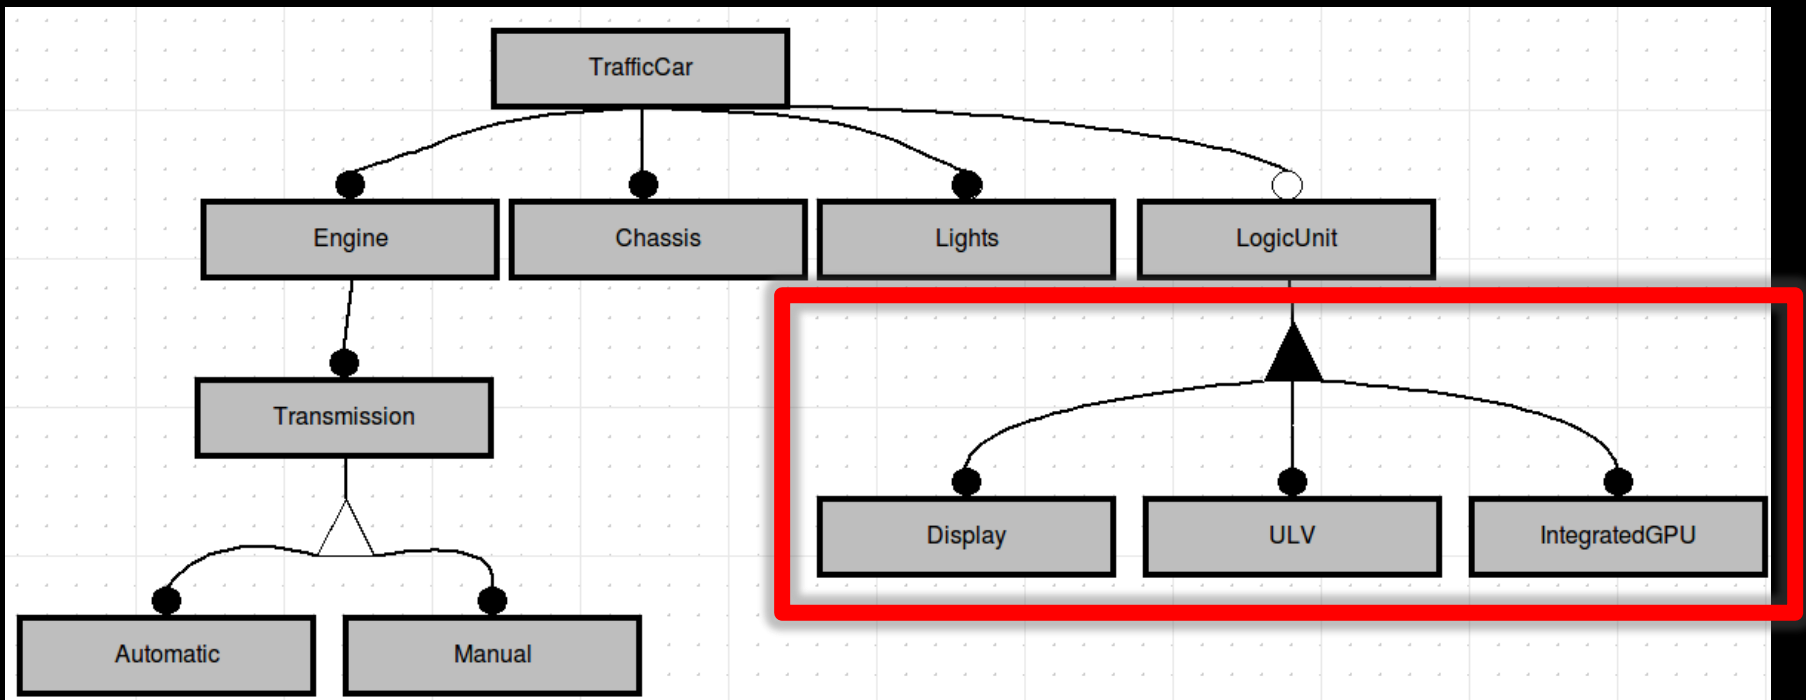 TrafficCar
Engine
Chassis
Lights
LogicUnit
Transmission
Display
ULV
IntegratedGPU
Automatic
Manual